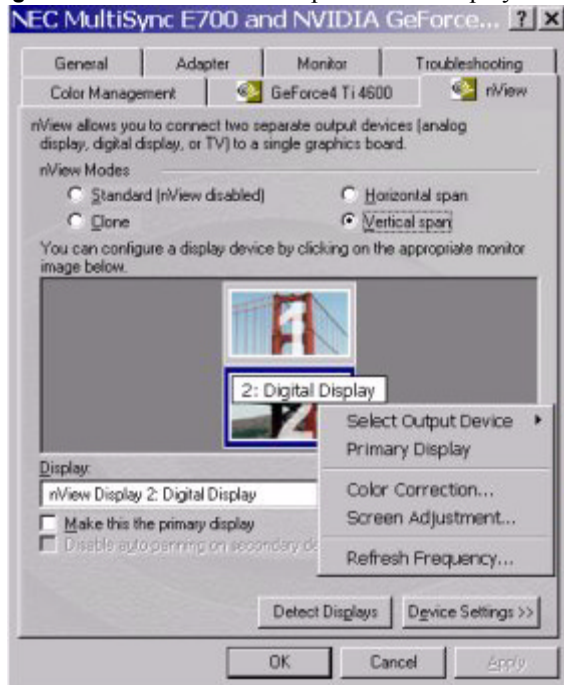 NEC MultiSync E700 and NVIDIA GeForce...
General Adapter Monitor Troubleshooting
Color Management GeForce4 Ti 4600 nView
nView allows you to connect two separate output devices (analog
display, digital display, or TV) to a single graphics board.
nView Modes
Standard (nView disabled) Horizontal span
Clone Vertical span
You can configure a display device by clicking on the appropriate monitor
image below.
1
2: Digital Display
2
Select Output Device
Primary Display
Color Correction...
Screen Adjustment...
Refresh Frequency...
Display:
nView Display 2: Digital Display
Make this the primary display
Disable auto panning on secondary de
Detect Displays Device Settings >>
OK Cancel Apply